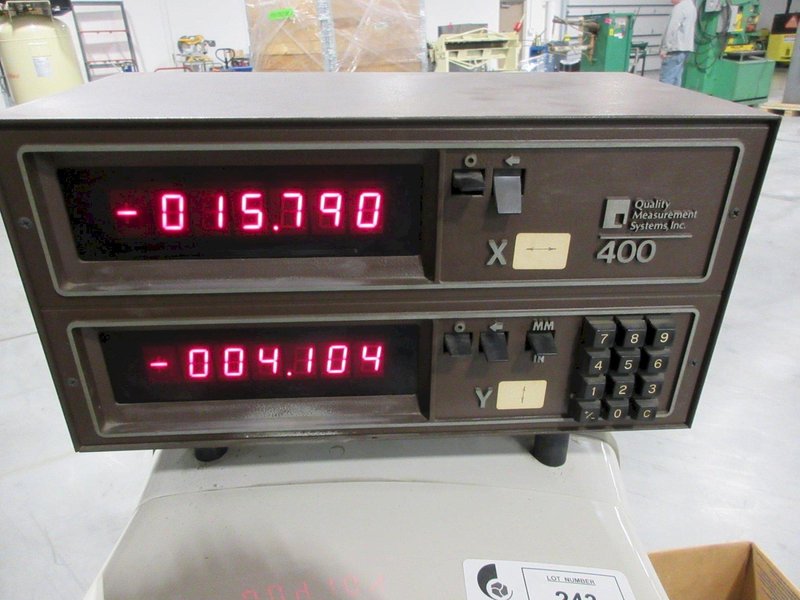 -015.790
Quality
Measurement
Systems, Inc.
X
400
-004.104
MM
IN
Y
7 8 9
4 5 6
1 2 3
0 C
LOT NUMBER